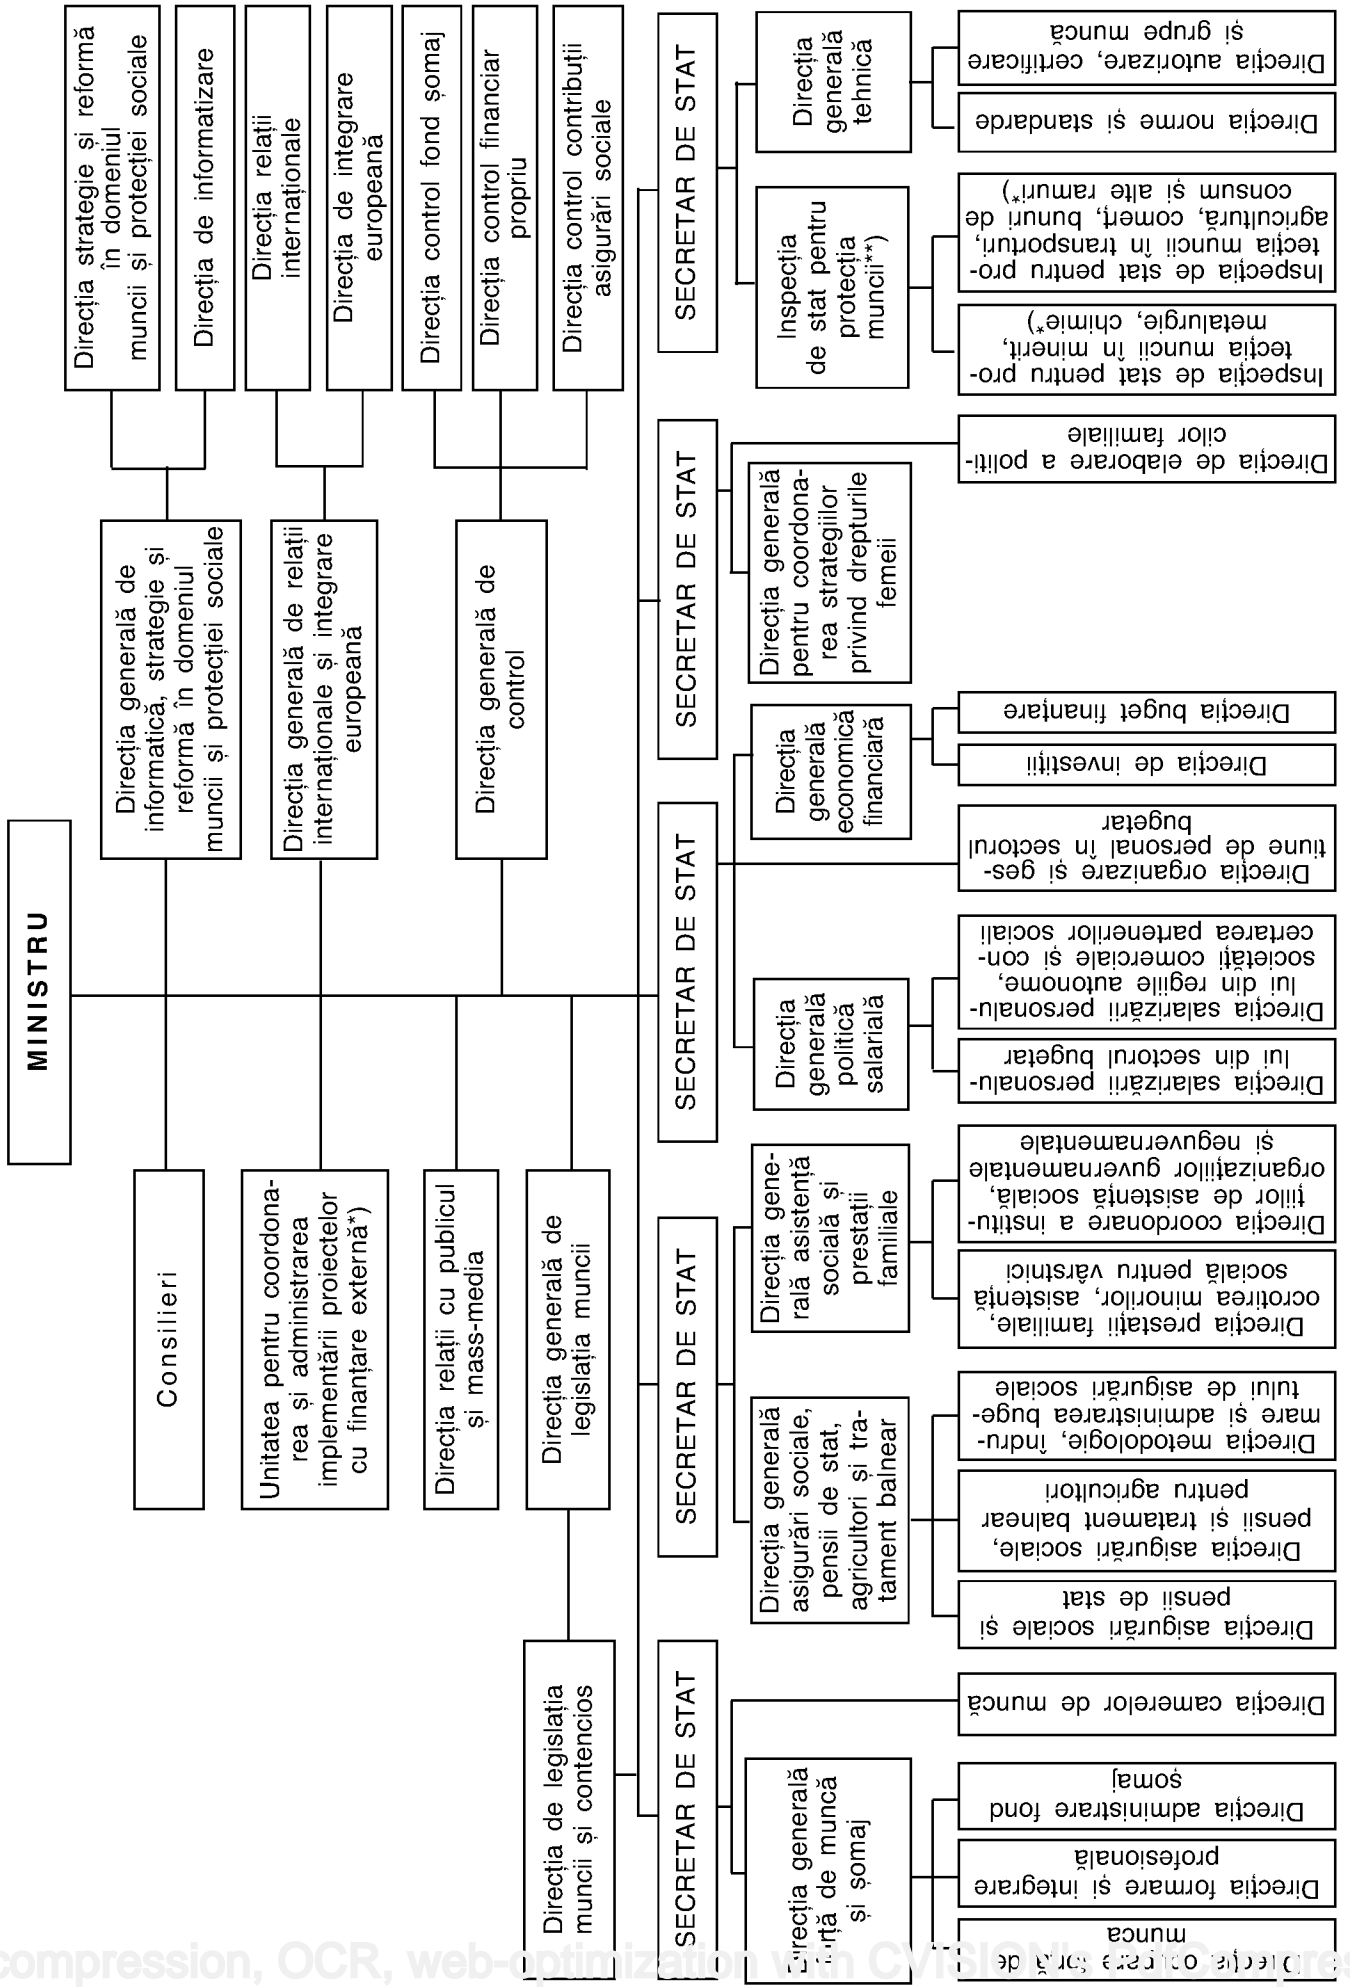 MINISTRU
Consilieri
Unitatea pentru coordona-
rea și administrarea
implementării proiectelor
cu finanțare externă*)
Direcția relații cu publicul
și mass-media
Direcția generală de
legislația muncii
Direcția de legislația
muncii și contencios
Direcția generală de
informatică, strategie și
reformă în domeniul
muncii și protecției sociale
Direcția generală de relații
internaționale și integrare
europeană
Direcția generală de
control
Direcția strategie și reformă
în domeniul
muncii și protecției sociale
Direcția de informatizare
Direcția relații
internaționale
Direcția de integrare
europeană
Direcția control fond șomaj
Direcția control financiar
propriu
Direcția control contribuții
asigurări sociale
SECRETAR DE STAT
Direcția generală
forță de muncă
și șomaj
Direcția ocupare forță de
munca
Direcția formare și integrare
profesională
Direcția administrare fond
șomaj
Direcția camerelor de muncă
SECRETAR DE STAT
Direcția generală
asigurări sociale,
pensii de stat,
agricultori și tra-
tament balnear
Direcția asigurări sociale și
pensii de stat
Direcția asigurări sociale,
pensii și tratament balnear
pentru agricultori
Direcția metodologie, îndru-
mare și administrarea buge-
tului de asigurări sociale
Direcția gene-
rală asistență
socială și
prestații
familiale
Direcția prestații familiale,
ocrotirea minorilor, asistență
socială pentru vârstnici
Direcția coordonare a institu-
țiilor de asistență socială,
organizațiilor guvernamentale
și neguvernamentale
SECRETAR DE STAT
Direcția
generală
politică
salarială
Direcția salarizării personalu-
lui din sectorul bugetar
Direcția salarizării personalu-
lui din regiile autonome,
societăți comerciale și con-
certarea partenerilor sociali
Direcția organizare și ges-
tiune de personal în sectorul
bugetar
Direcția
generală
economică
financiară
Direcția de investiții
Direcția buget finanțare
SECRETAR DE STAT
Direcția generală
pentru coordona-
rea strategiilor
privind drepturile
femeii
Direcția de elaborare a politi-
cilor familiale
SECRETAR DE STAT
Inspecția
de stat pentru
protecția
muncii**)
Inspecția de stat pentru pro-
tecția muncii în minerit,
metalurgie, chimie*)
Inspecția de stat pentru pro-
tecția muncii în transporturi,
agricultură, comerț, bunuri de
consum și alte ramuri*)
Direcția
generală
tehnică
Direcția norme și standarde
Direcția autorizare, certificare
și grupe muncă
compression, OCR, web-optimization with CVISION's PdfCompres